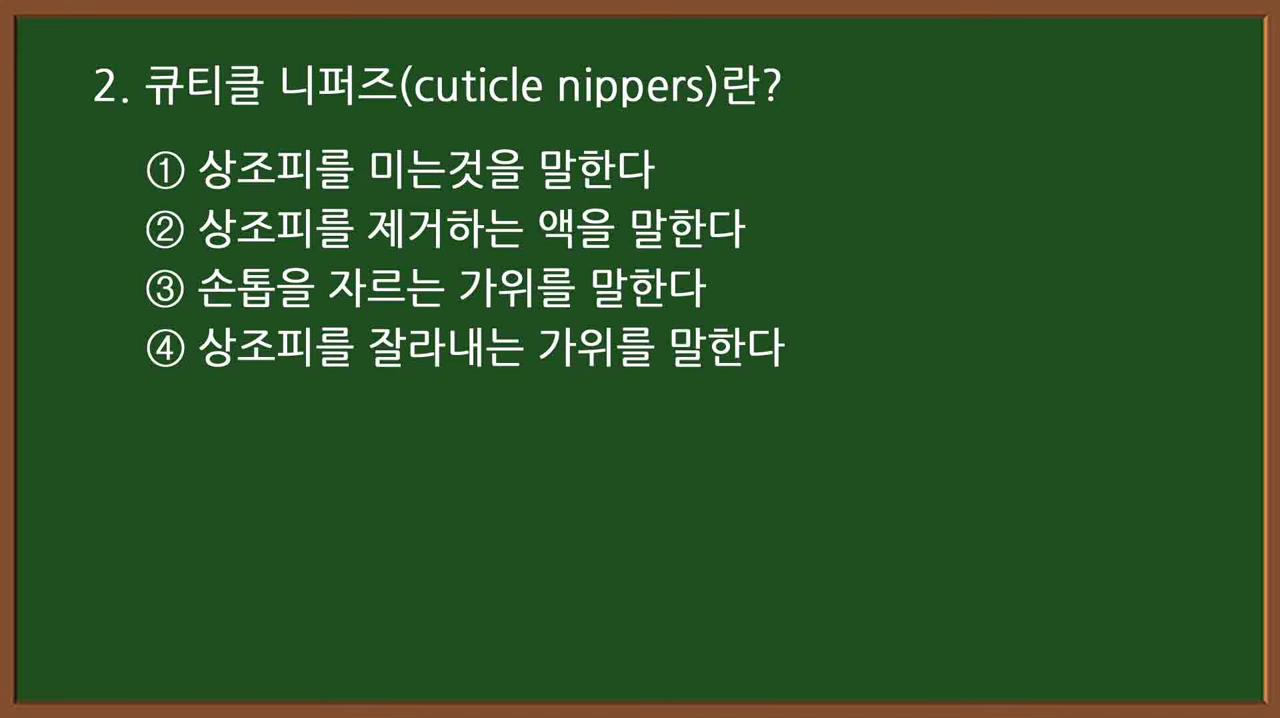 2. 큐티클 니퍼즈(cuticle nippers)란?
① 상조피를 미는것을 말한다
② 상조피를 제거하는 액을 말한다
③ 손톱을 자르는 가위를 말한다
④ 상조피를 잘라내는 가위를 말한다